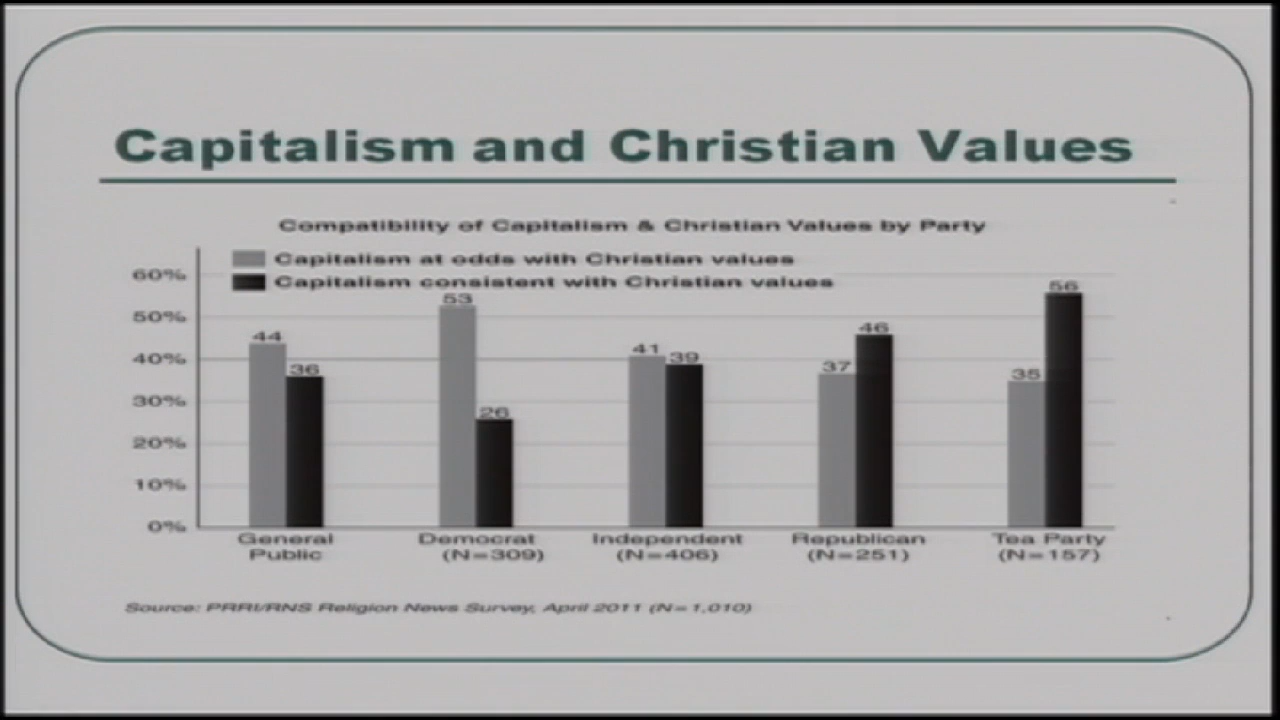 Capitalism and Christian Values
Compatibility of Capitalism & Christian Values by Party
Capitalism at odds with Christian values
Capitalism consistent with Christian values
60%
50%
40%
30%
20%
10%
0%
44 36
53 26
41 39
37 46
35 56
General Public
Democrat (N=309)
Independent (N=406)
Republican (N=251)
Tea Party (N=157)
Source: PRRI/RNS Religion News Survey, April 2011 (N=1,010)